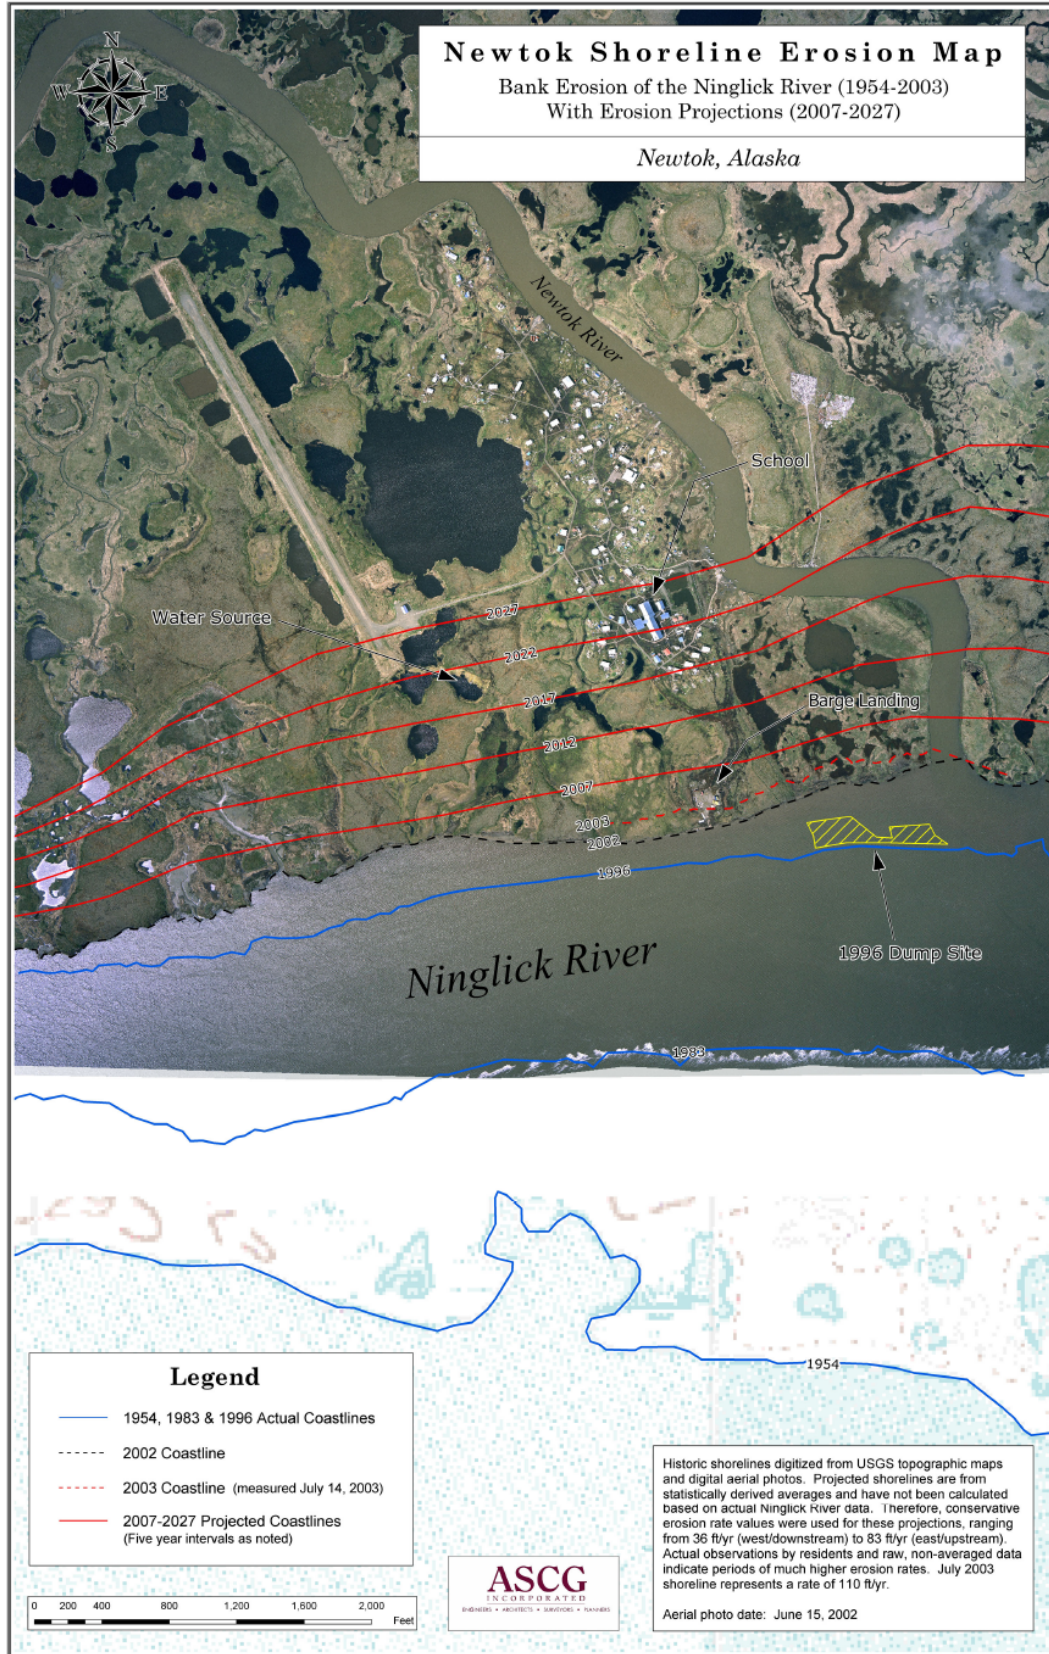 Newtok Shoreline Erosion Map
Bank Erosion of the Ninglick River (1954-2003)
With Erosion Projections (2007-2027)
Newtok, Alaska
N
W
E
S
Newtok River
School
2027
Water Source
2022
2017
Barge Landing
2012
2007
2003
2002
1996
1996 Dump Site
Ninglick River
1983
1954
Legend
1954, 1983 & 1996 Actual Coastlines
2002 Coastline
2003 Coastline (measured July 14, 2003)
2007-2027 Projected Coastlines
(Five year intervals as noted)
0 200 400 800 1,200 1,600 2,000
Feet
ASCG
INCORPORATED
ENGINEERS • ARCHITECTS • SURVEYORS • PLANNERS
Historic shorelines digitized from USGS topographic maps
and digital aerial photos. Projected shorelines are from
statistically derived averages and have not been calculated
based on actual Ninglick River data. Therefore, conservative
erosion rate values were used for these projections, ranging
from 36 ft/yr (west/downstream) to 83 ft/yr (east/upstream).
Actual observations by residents and raw, non-averaged data
indicate periods of much higher erosion rates. July 2003
shoreline represents a rate of 110 ft/yr.
Aerial photo date: June 15, 2002